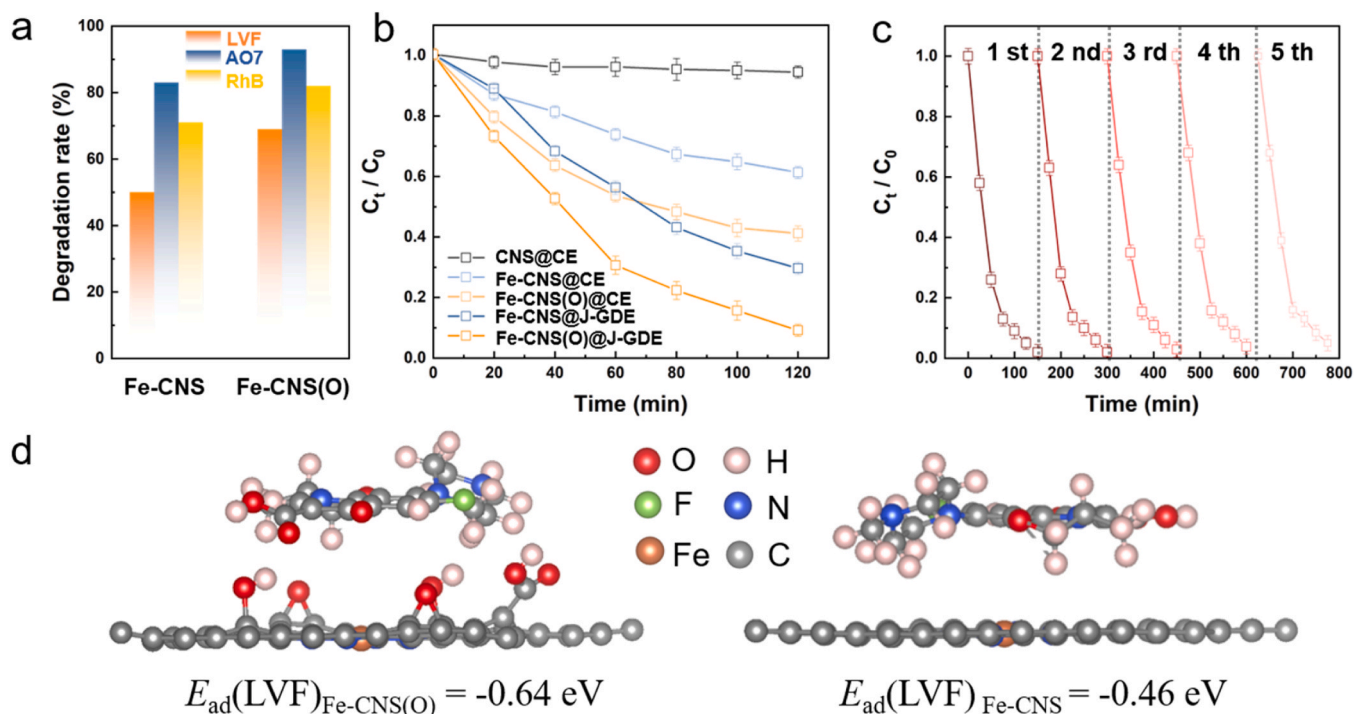 a
Degradation rate (%)
100
80
60
40
20
0
LVF
AO7
RhB
Fe-CNS
Fe-CNS(O)
b
Ct / C0
1.0
0.8
0.6
0.4
0.2
0.0
CNS@CE
Fe-CNS@CE
Fe-CNS(O)@CE
Fe-CNS@J-GDE
Fe-CNS(O)@J-GDE
0 20 40 60 80 100 120
Time (min)
c
Ct / C0
1.0
0.8
0.6
0.4
0.2
0.0
1 st 2 nd 3 rd 4 th 5 th
0 100 200 300 400 500 600 700 800
Time (min)
d
O H
F N
Fe C
Ead(LVF)Fe-CNS(O) = -0.64 eV
Ead(LVF) Fe-CNS = -0.46 eV